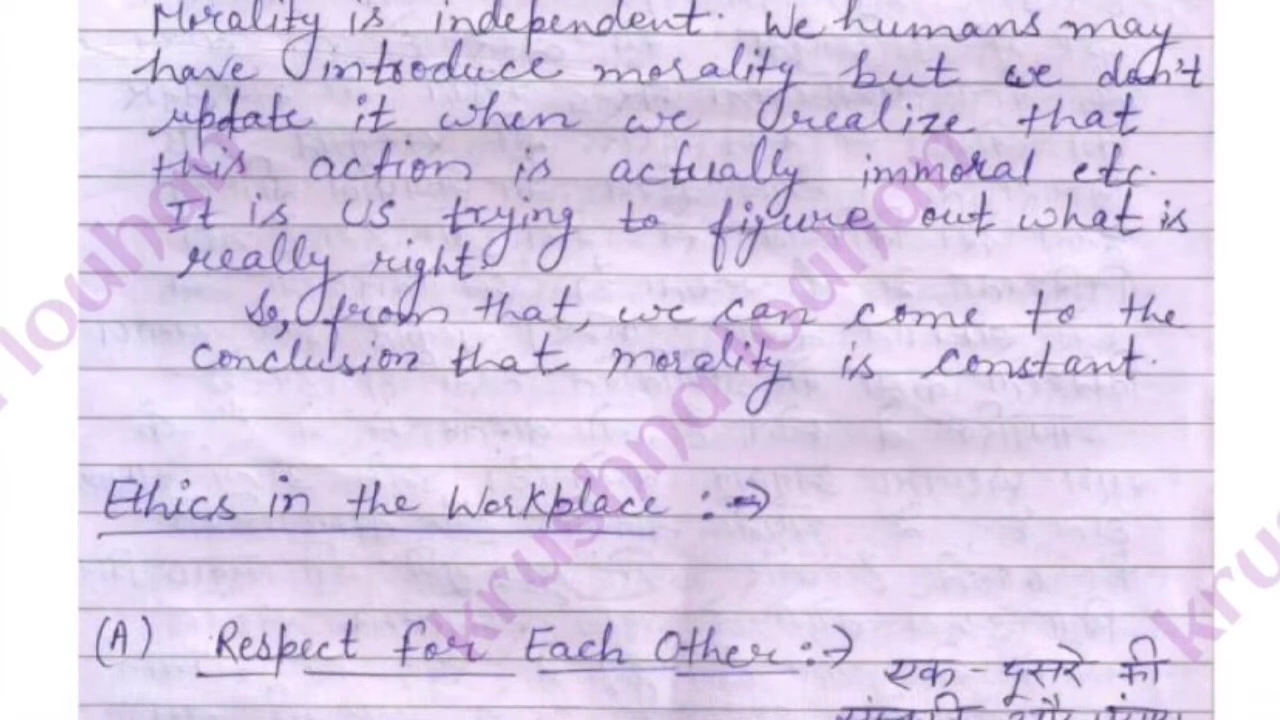 Morality is independent. We humans may
have introduce morality but we don't
update it when we realize that
this action is actually immoral etc.
It is us trying to figure out what is
really right.
So, from that, we can come to the
conclusion that morality is constant.
Ethics in the Workplace :→
(A) Respect for Each Other :→ एक-दूसरे की
krushna louhan